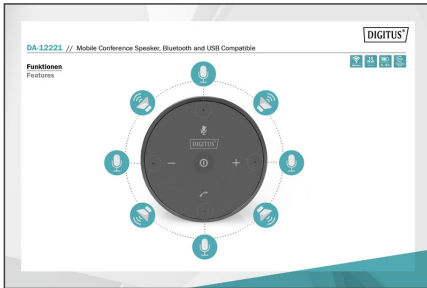 DIGITUS®
DA-12221 // Mobile Conference Speaker, Bluetooth and USB Compatible
Funktionen
Features
DIGITUS